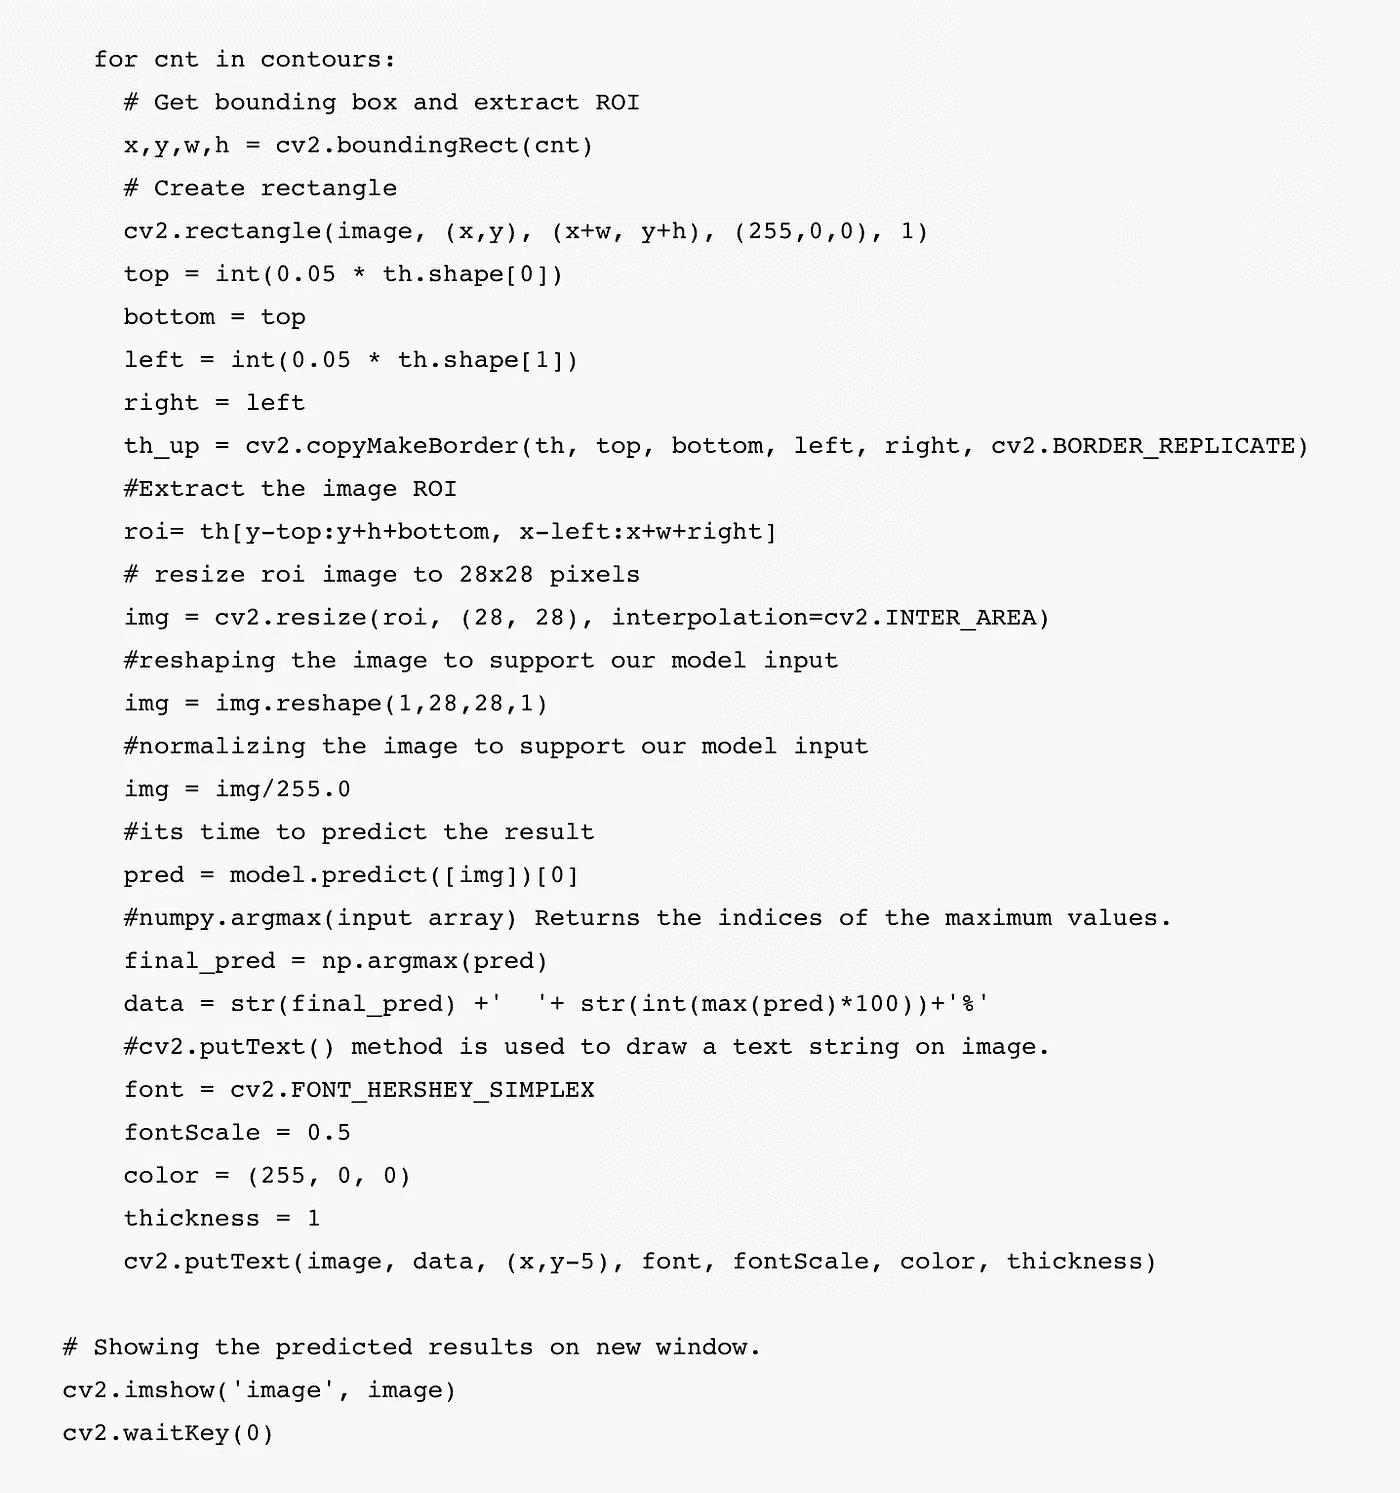 for cnt in contours:
# Get bounding box and extract ROI
x,y,w,h = cv2.boundingRect(cnt)
# Create rectangle
cv2.rectangle(image, (x,y), (x+w, y+h), (255,0,0), 1)
top = int(0.05 * th.shape[0])
bottom = top
left = int(0.05 * th.shape[1])
right = left
th_up = cv2.copyMakeBorder(th, top, bottom, left, right, cv2.BORDER_REPLICATE)
#Extract the image ROI
roi= th[y-top:y+h+bottom, x-left:x+w+right]
# resize roi image to 28x28 pixels
img = cv2.resize(roi, (28, 28), interpolation=cv2.INTER_AREA)
#reshaping the image to support our model input
img = img.reshape(1,28,28,1)
#normalizing the image to support our model input
img = img/255.0
#its time to predict the result
pred = model.predict([img])[0]
#numpy.argmax(input array) Returns the indices of the maximum values.
final_pred = np.argmax(pred)
data = str(final_pred) +'  '+ str(int(max(pred)*100))+'%'
#cv2.putText() method is used to draw a text string on image.
font = cv2.FONT_HERSHEY_SIMPLEX
fontScale = 0.5
color = (255, 0, 0)
thickness = 1
cv2.putText(image, data, (x,y-5), font, fontScale, color, thickness)
# Showing the predicted results on new window.
cv2.imshow('image', image)
cv2.waitKey(0)